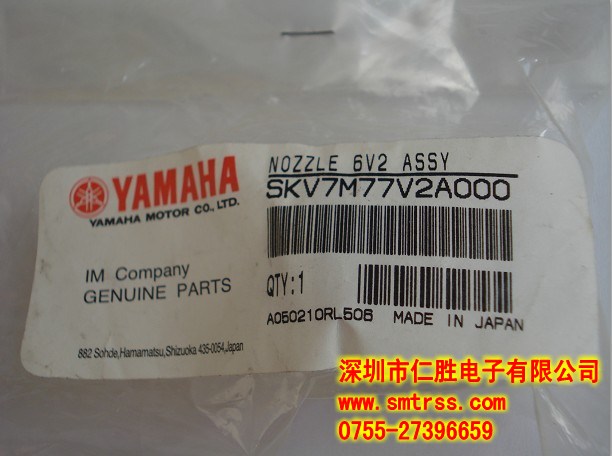 YAMAHA
YAMAHA MOTOR CO., LTD.
IM Company
GENUINE PARTS
882 Sohde,Hamamatsu,Shizuoka 435-0054,Japan
NOZZLE 6V2 ASSY
SKV7M77V2A000
QTY:1
A050210RL506 MADE IN JAPAN
深圳市仁胜电子有限公司
www.smtrss.com
0755-27396659